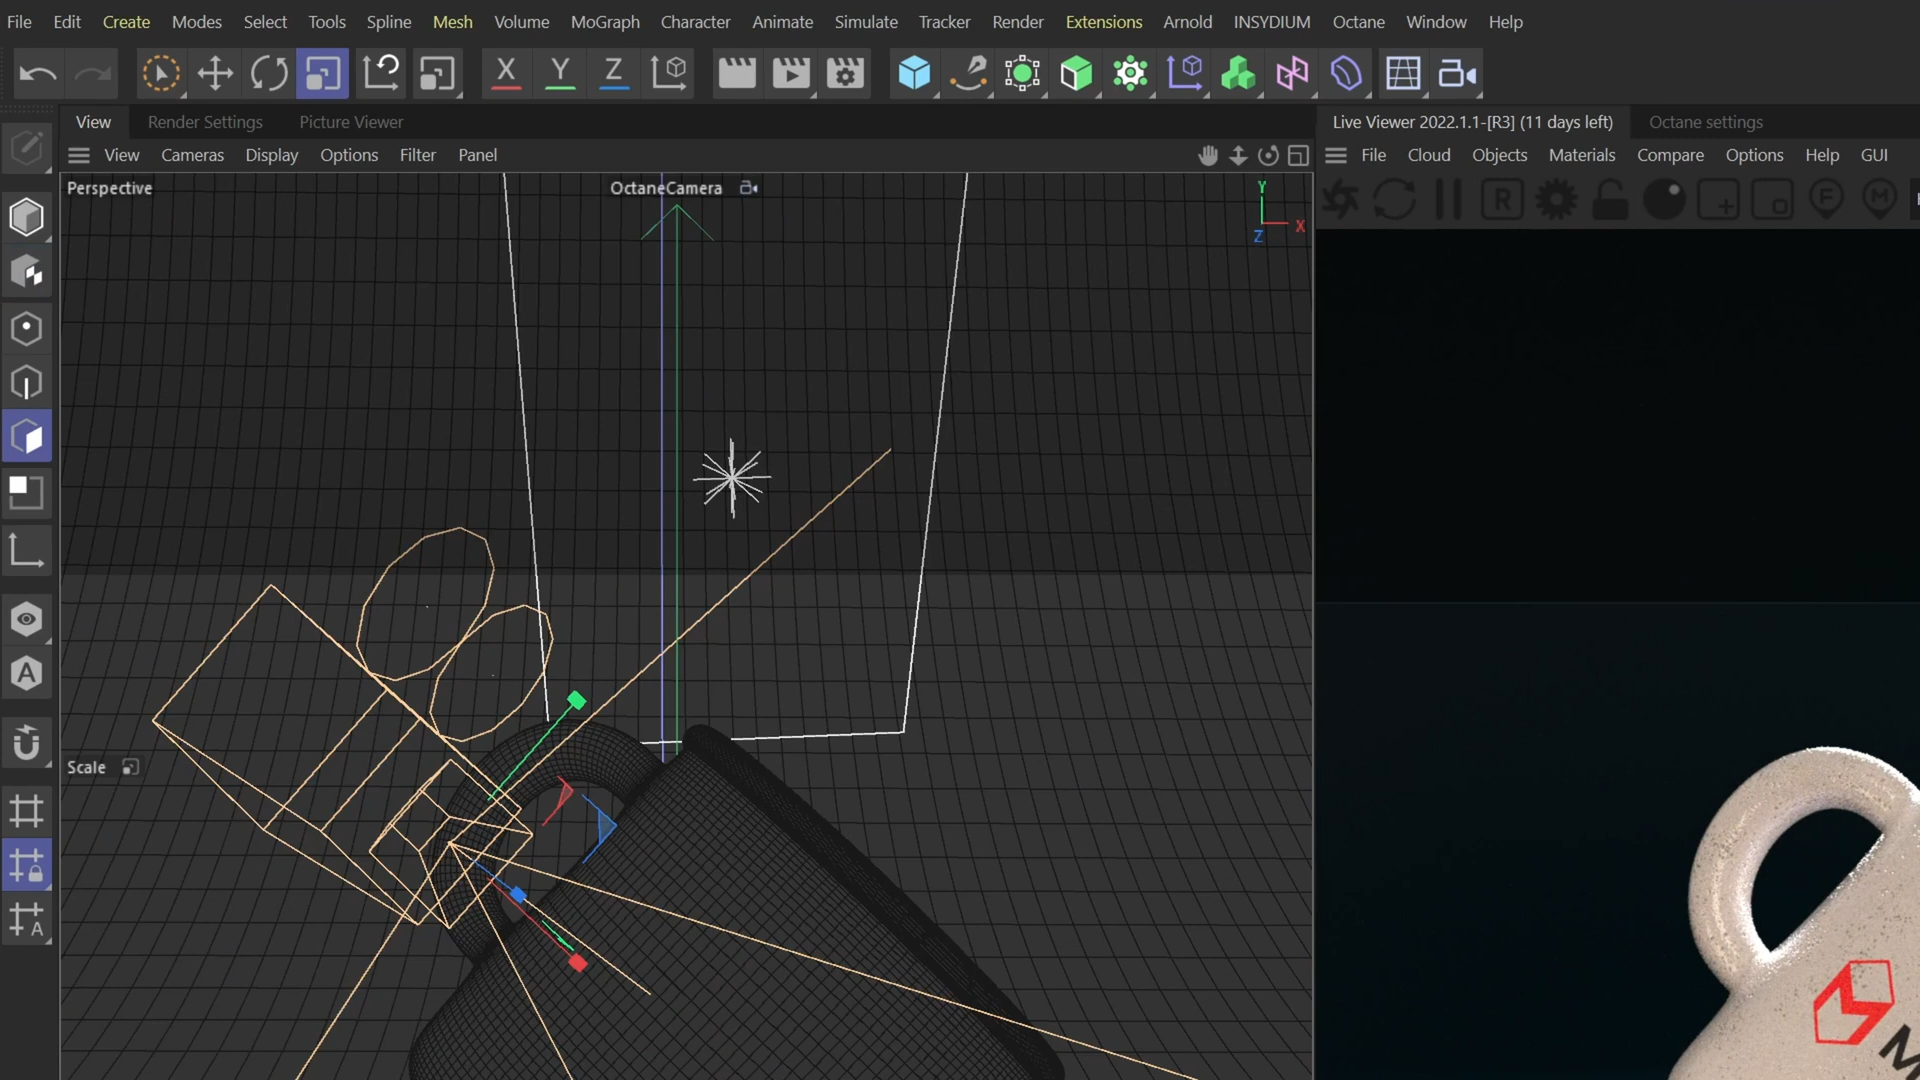 File Edit Create Modes Select Tools Spline Mesh Volume MoGraph Character Animate Simulate Tracker Render Extensions Arnold INSYDIUM Octane Window Help
X Y Z
View Render Settings Picture Viewer
Live Viewer 2022.1.1-[R3] (11 days left) Octane settings
View Cameras Display Options Filter Panel
File Cloud Objects Materials Compare Options Help GUI
R F M
Perspective
OctaneCamera
Y
X
Z
A
Scale
A
M